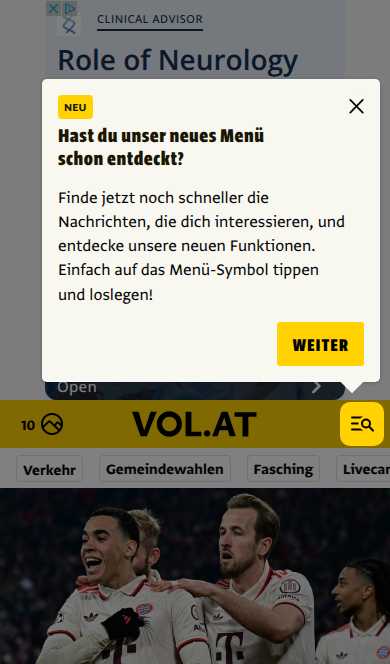 CLINICAL ADVISOR
Role of Neurology
NEU
Hast du unser neues Menü
schon entdeckt?
Finde jetzt noch schneller die
Nachrichten, die dich interessieren, und
entdecke unsere neuen Funktionen.
Einfach auf das Menü-Symbol tippen
und loslegen!
WEITER
Open
10
VOL.AT
Verkehr
Gemeindewahlen
Fasching
Livecar
T
T